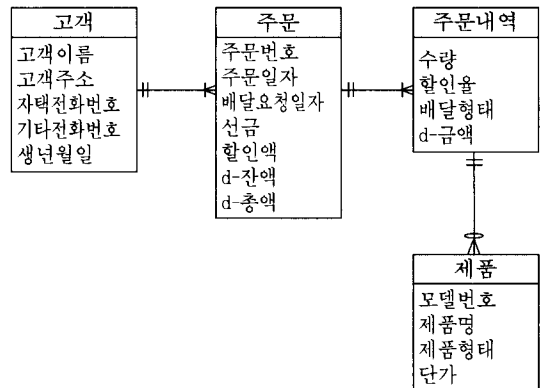 고객
고객이름
고객주소
자택전화번호
기타전화번호
생년월일
주문
주문번호
주문일자
배달요청일자
선금
할인액
d-잔액
d-총액
주문내역
수량
할인율
배달형태
d-금액
제품
모델번호
제품명
제품형태
단가